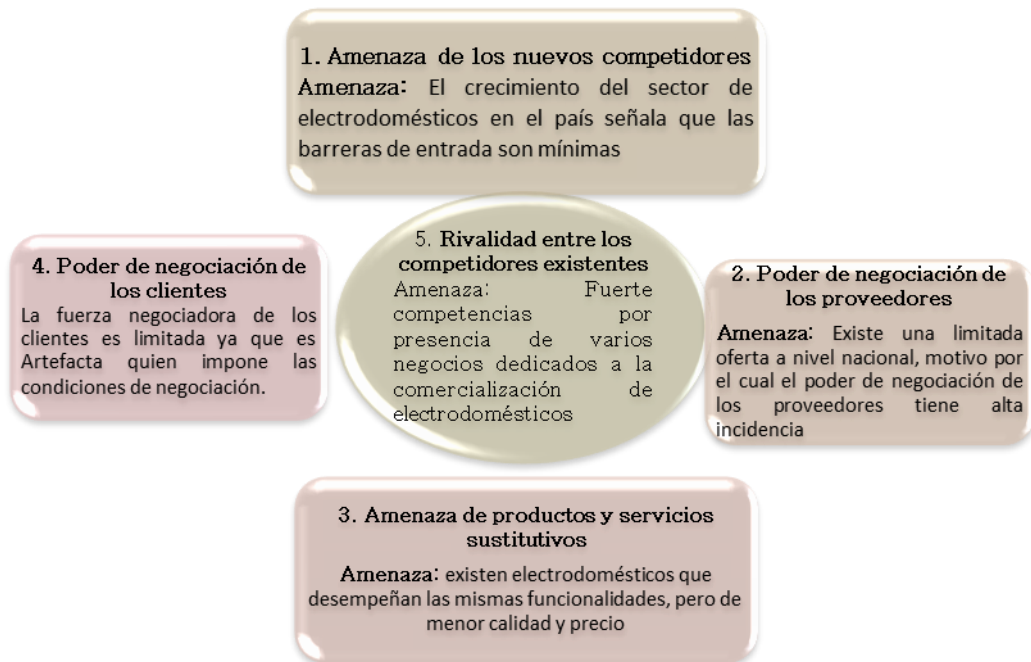 1. Amenaza de los nuevos competidores
Amenaza: El crecimiento del sector de
electrodomésticos en el país señala que las
barreras de entrada son mínimas
4. Poder de negociación de
los clientes
La fuerza negociadora de los
clientes es limitada ya que es
Artefacta quien impone las
condiciones de negociación.
5. Rivalidad entre los
competidores existentes
Amenaza: Fuerte
competencias por
presencia de varios
negocios dedicados a la
comercialización de
electrodomésticos
2. Poder de negociación de
los proveedores
Amenaza: Existe una limitada
oferta a nivel nacional, motivo por
el cual el poder de negociación de
los proveedores tiene alta
incidencia
3. Amenaza de productos y servicios
sustitutivos
Amenaza: existen electrodomésticos que
desempeñan las mismas funcionalidades, pero de
menor calidad y precio